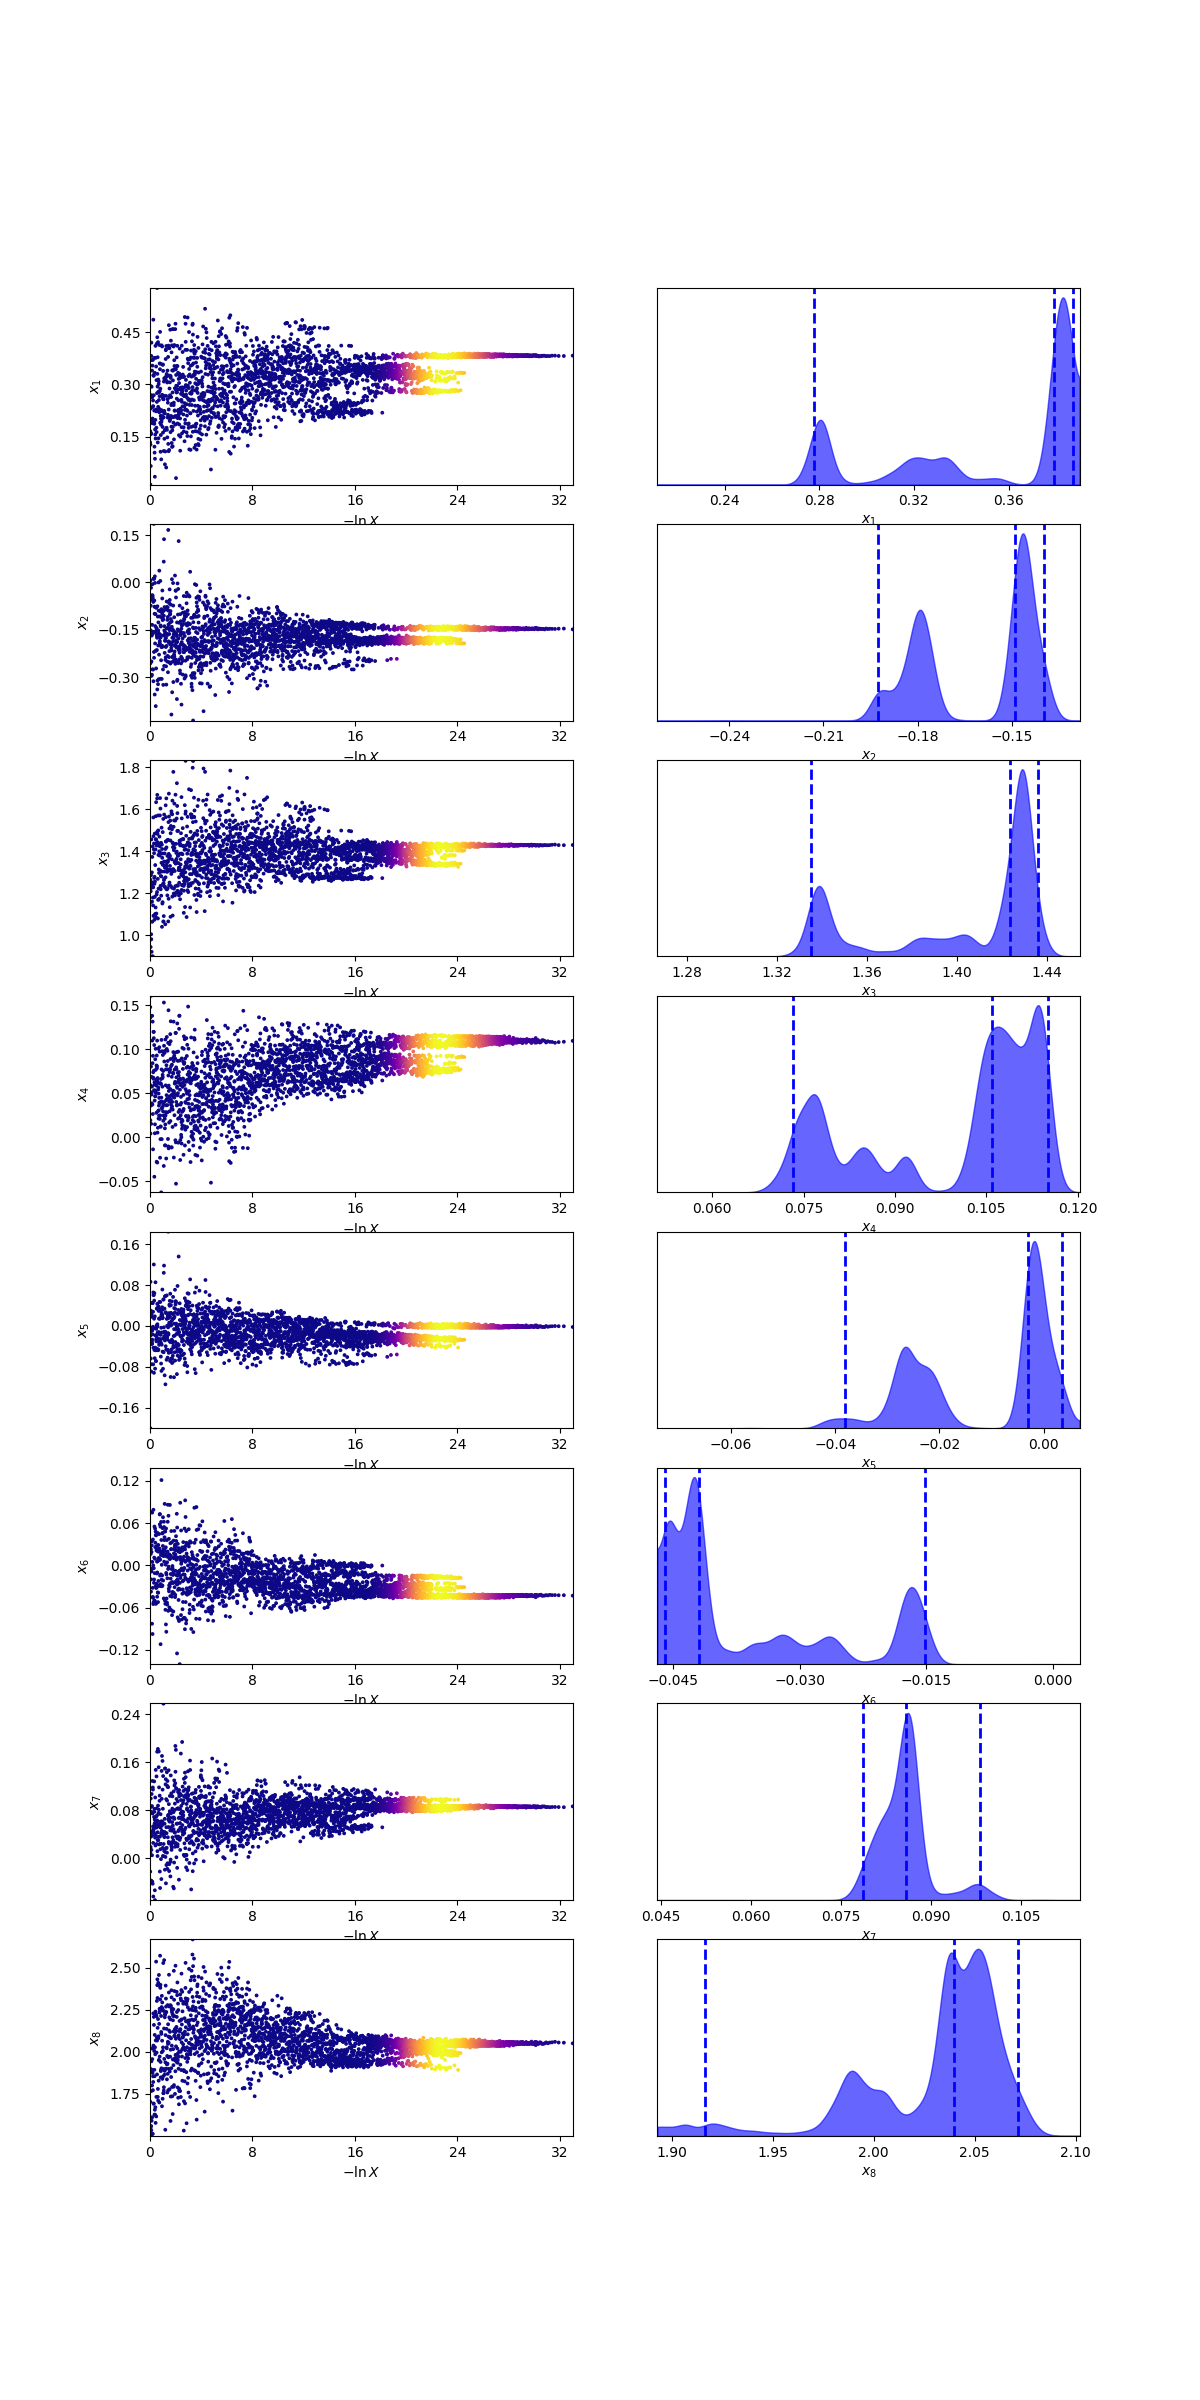 0.45
0.30
0.15
x₁
0 8 16 24 32
−ln X
0.24 0.28 0.32 0.36
x₁
0.15
0.00
−0.15
−0.30
x₂
0 8 16 24 32
−ln X
−0.24 −0.21 −0.18 −0.15
x₂
1.8
1.6
1.4
1.2
1.0
x₃
0 8 16 24 32
−ln X
1.28 1.32 1.36 1.40 1.44
x₃
0.15
0.10
0.05
0.00
−0.05
x₄
0 8 16 24 32
−ln X
0.060 0.075 0.090 0.105 0.120
x₄
0.16
0.08
0.00
−0.08
−0.16
x₅
0 8 16 24 32
−ln X
−0.06 −0.04 −0.02 0.00
x₅
0.12
0.06
0.00
−0.06
−0.12
x₆
0 8 16 24 32
−ln X
−0.045 −0.030 −0.015 0.000
x₆
0.24
0.16
0.08
0.00
x₇
0 8 16 24 32
−ln X
0.045 0.060 0.075 0.090 0.105
x₇
2.50
2.25
2.00
1.75
x₈
0 8 16 24 32
−ln X
1.90 1.95 2.00 2.05 2.10
x₈